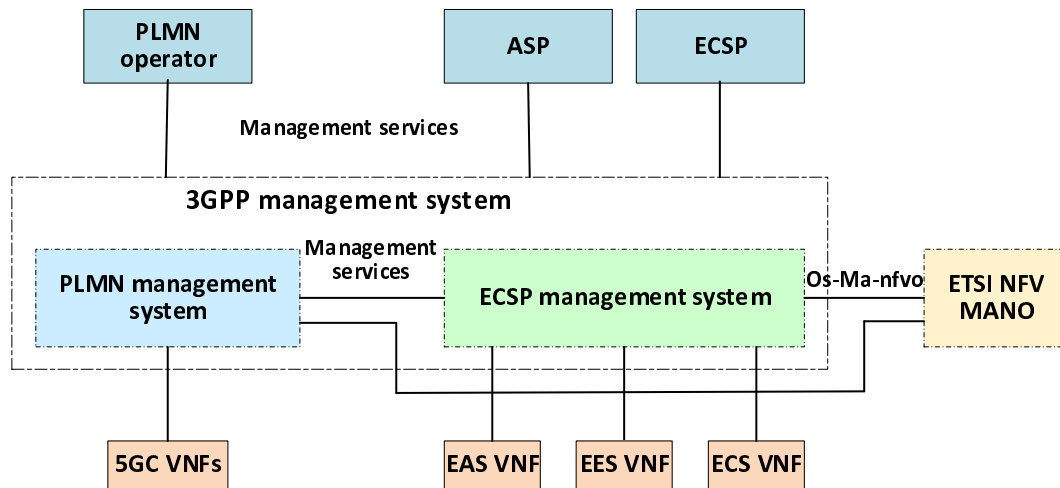 PLMN
operator
ASP
ECSP
Management services
3GPP management system
Management
services
PLMN management
system
ECSP management system
Os-Ma-nfvo
ETSI NFV
MANO
5GC VNFs
EAS VNF
EES VNF
ECS VNF